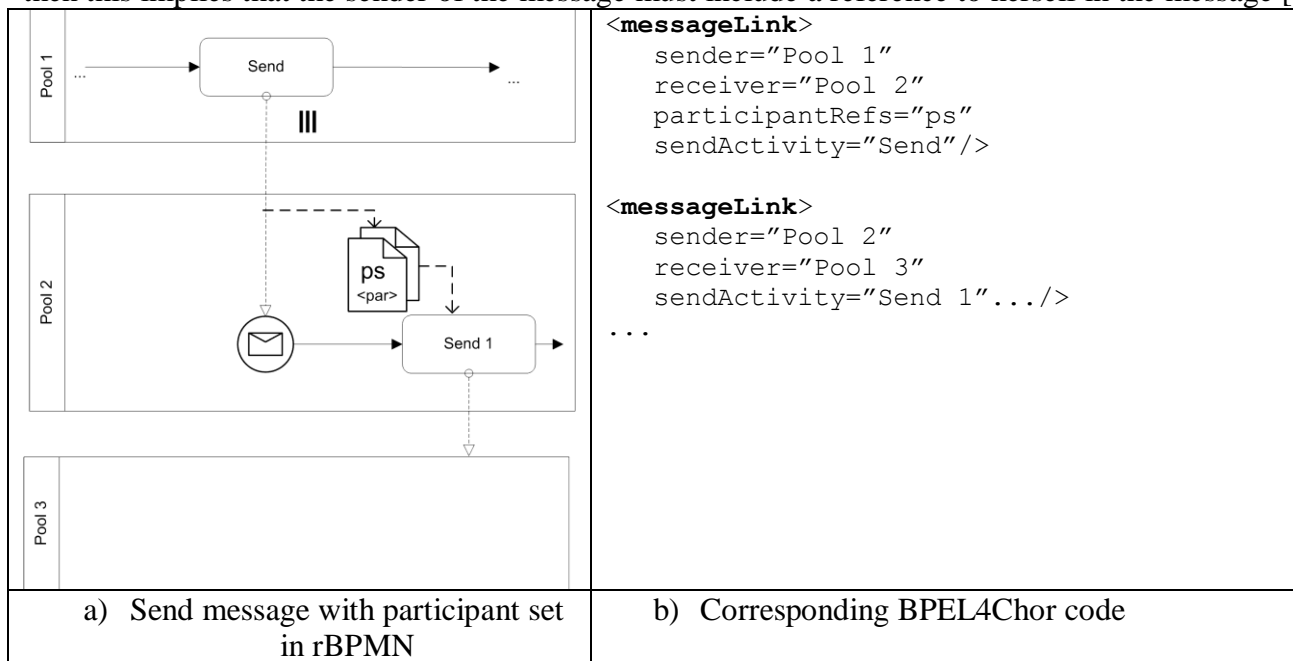 then this implies that the sender of the message must include a reference to herself in the message [
Pool 1
...
Send
...
Pool 2
ps
<par>
Send 1
Pool 3
<messageLink>
sender=”Pool 1”
receiver=”Pool 2”
participantRefs=”ps”
sendActivity=”Send”/>
<messageLink>
sender=”Pool 2”
receiver=”Pool 3”
sendActivity=”Send 1”.../>
...
a) Send message with participant set
in rBPMN
b) Corresponding BPEL4Chor code